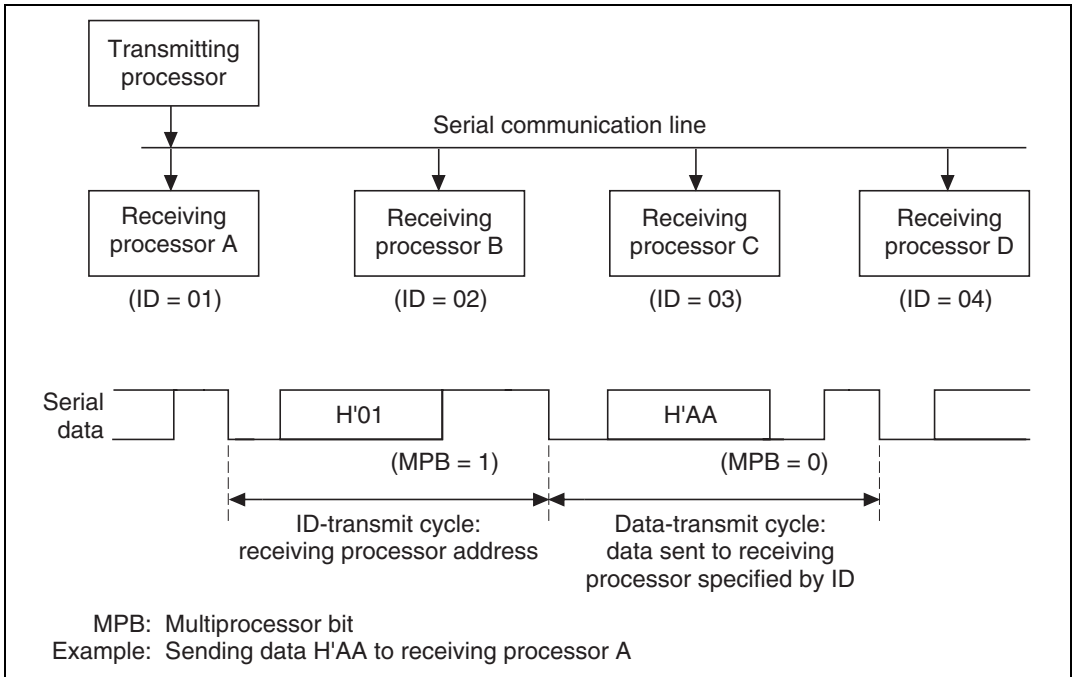 Transmitting
processor
Serial communication line
Receiving
processor A
Receiving
processor B
Receiving
processor C
Receiving
processor D
(ID = 01)
(ID = 02)
(ID = 03)
(ID = 04)
Serial
data
H'01
H'AA
(MPB = 1)
(MPB = 0)
ID-transmit cycle:
receiving processor address
Data-transmit cycle:
data sent to receiving
processor specified by ID
MPB: Multiprocessor bit
Example: Sending data H'AA to receiving processor A